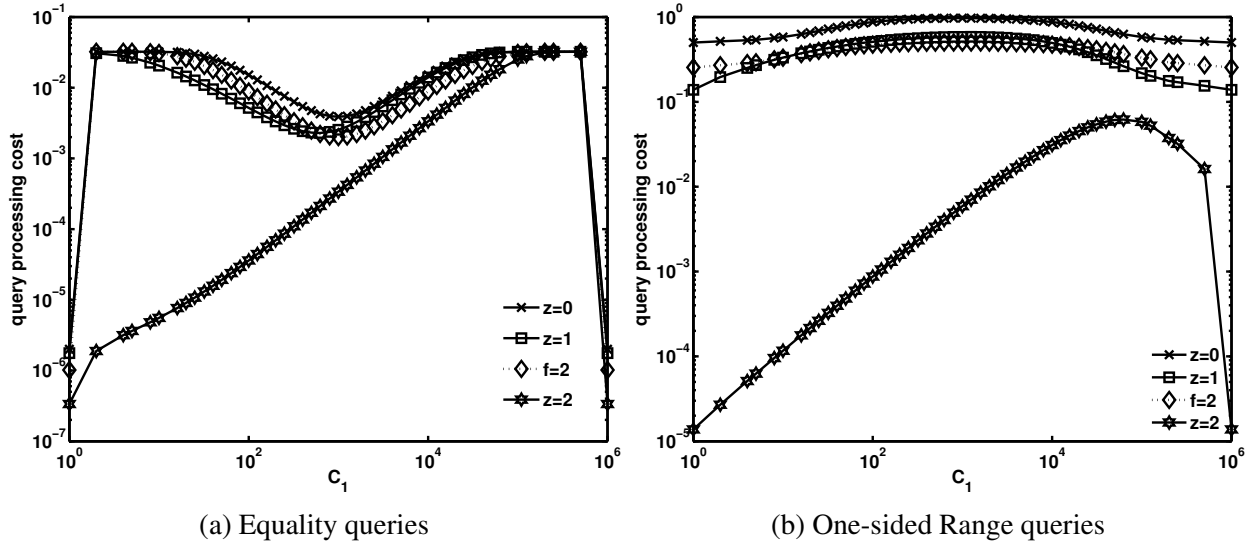 10^-1
10^-2
10^-3
10^-4
10^-5
10^-6
10^-7
query processing cost
z=0
z=1
f=2
z=2
10^0 10^2 10^4 10^6
C_1
(a) Equality queries
10^0
10^-1
10^-2
10^-3
10^-4
10^-5
query processing cost
z=0
z=1
f=2
z=2
10^0 10^2 10^4 10^6
C_1
(b) One-sided Range queries